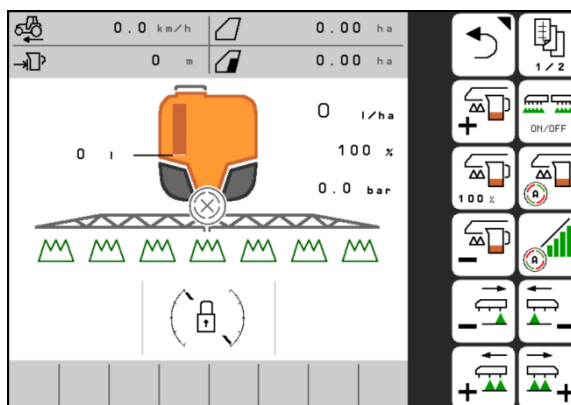 0.0 km/h
0.00 ha
0 m
0.00 ha
1/2
0 l/ha
0 l
100 %
0.0 bar
+
ON/OFF
100 %
A
-
A
-
-
+
+